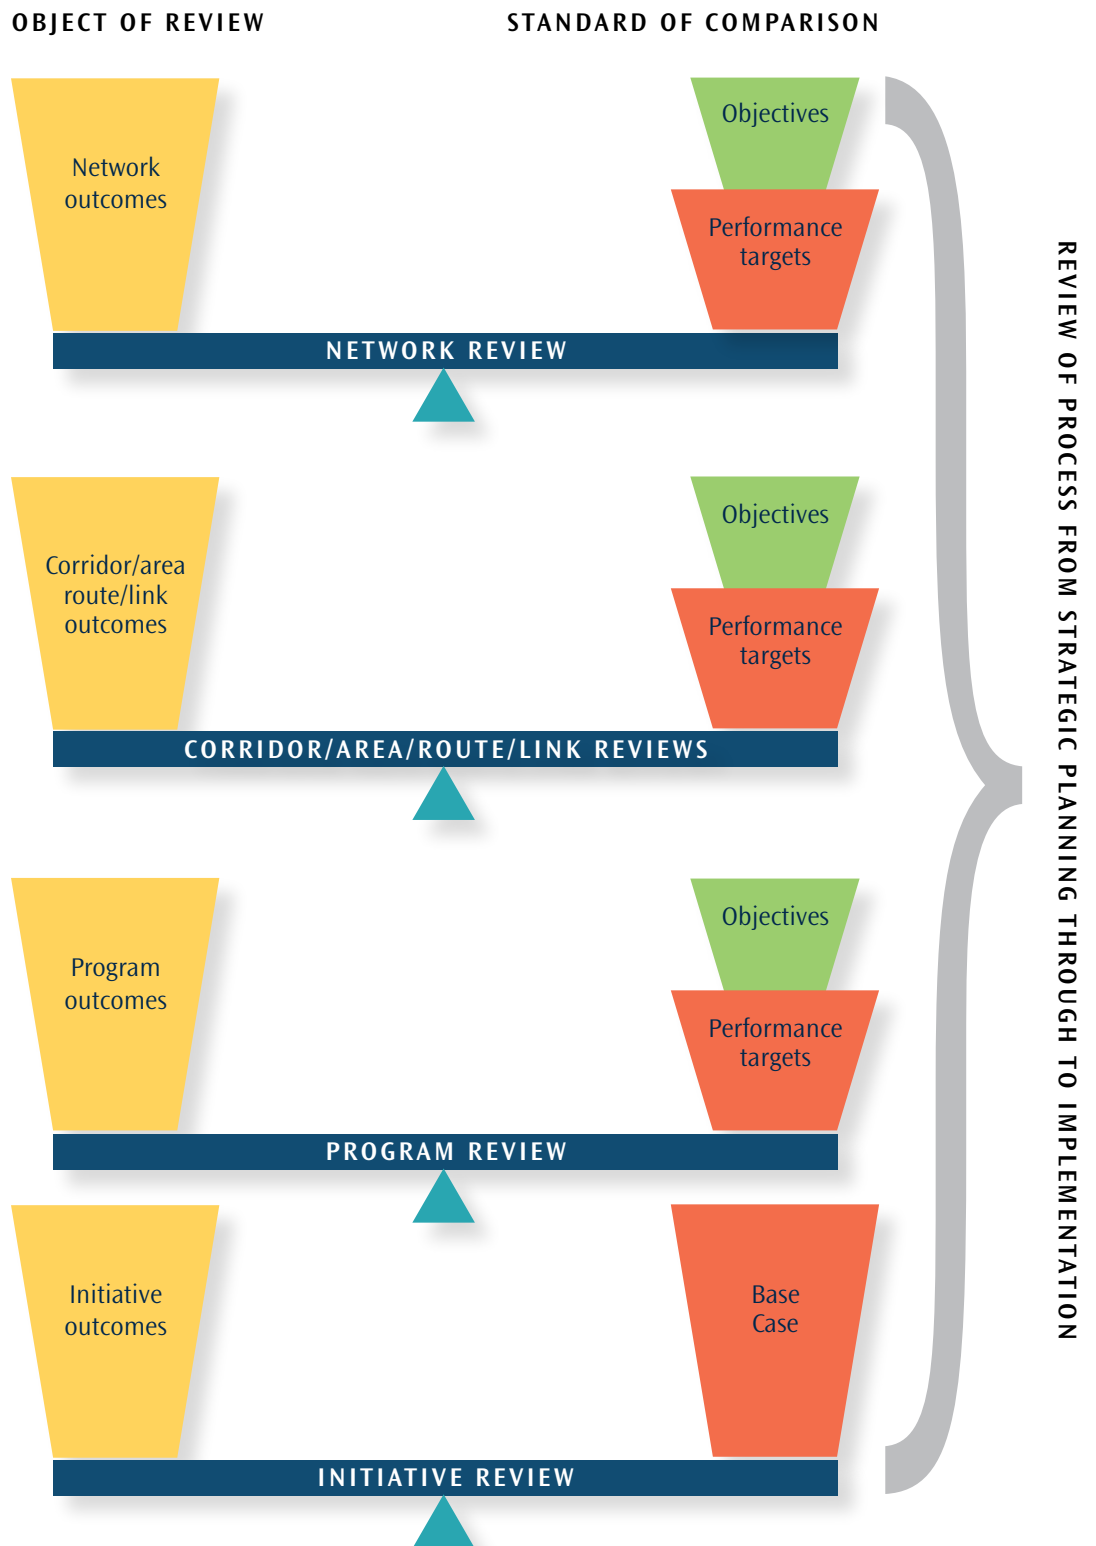 OBJECT OF REVIEW
STANDARD OF COMPARISON
Network
outcomes
Objectives
Performance
targets
NETWORK REVIEW
Corridor/area
route/link
outcomes
Objectives
Performance
targets
CORRIDOR/AREA/ROUTE/LINK REVIEWS
Program
outcomes
Objectives
Performance
targets
PROGRAM REVIEW
Initiative
outcomes
Base
Case
INITIATIVE REVIEW
REVIEW OF PROCESS FROM STRATEGIC PLANNING THROUGH TO IMPLEMENTATION